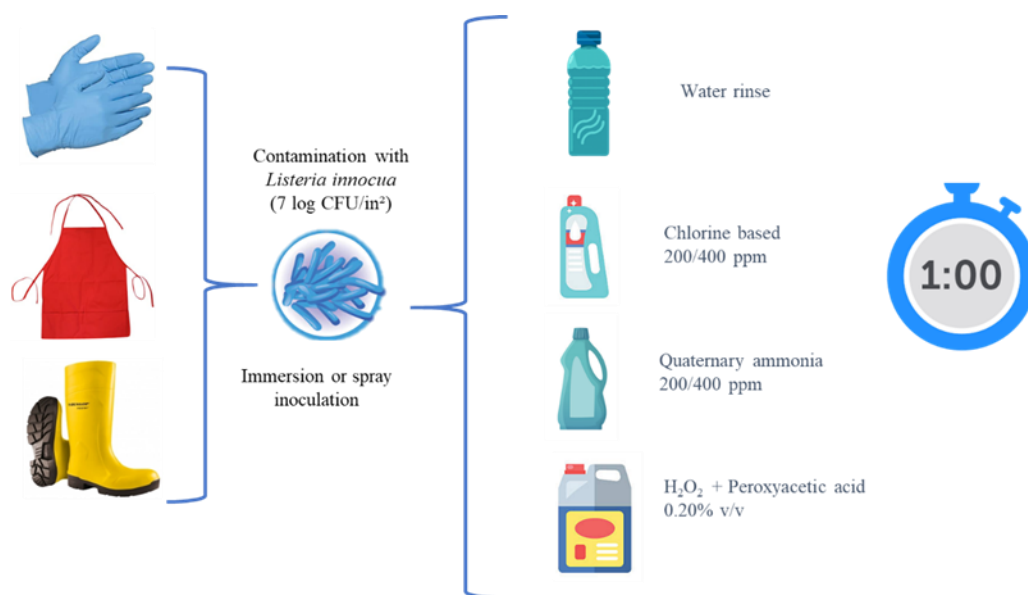 Contamination with
Listeria innocua
(7 log CFU/in²)
Immersion or spray
inoculation
Water rinse
Chlorine based
200/400 ppm
Quaternary ammonia
200/400 ppm
H₂O₂ + Peroxyacetic acid
0.20% v/v
1:00